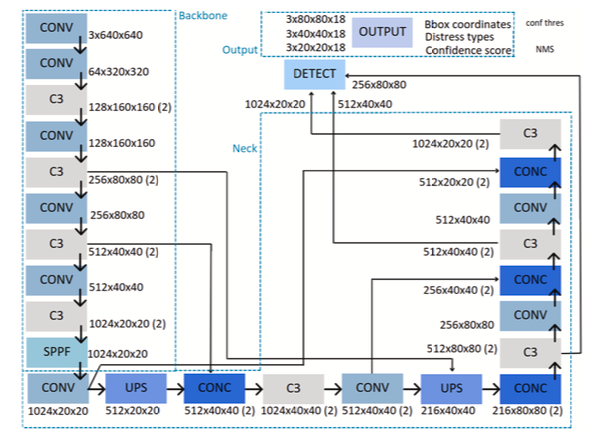 CONV
Backbone
3x640x640
CONV
64x320x320
C3
128x160x160 (2)
CONV
128x160x160
C3
256x80x80 (2)
CONV
256x80x80
C3
512x40x40 (2)
CONV
512x40x40
C3
1024x20x20 (2)
SPPF
1024x20x20
CONV
1024x20x20
UPS
512x20x20
CONC
512x40x40 (2)
C3
1024x40x40 (2)
CONV
512x40x40 (2)
UPS
216x40x40
CONC
216x80x80 (2)
C3
512x80x80 (2)
CONV
256x80x80
CONC
256x40x40 (2)
C3
512x40x40 (2)
CONV
512x40x40
CONC
512x20x20 (2)
C3
1024x20x20 (2)
Neck
1024x20x20
512x40x40
256x80x80
DETECT
Output
3x80x80x18
3x40x40x18
3x20x20x18
OUTPUT
Bbox coordinates
Distress types
Confidence score
conf thres
NMS